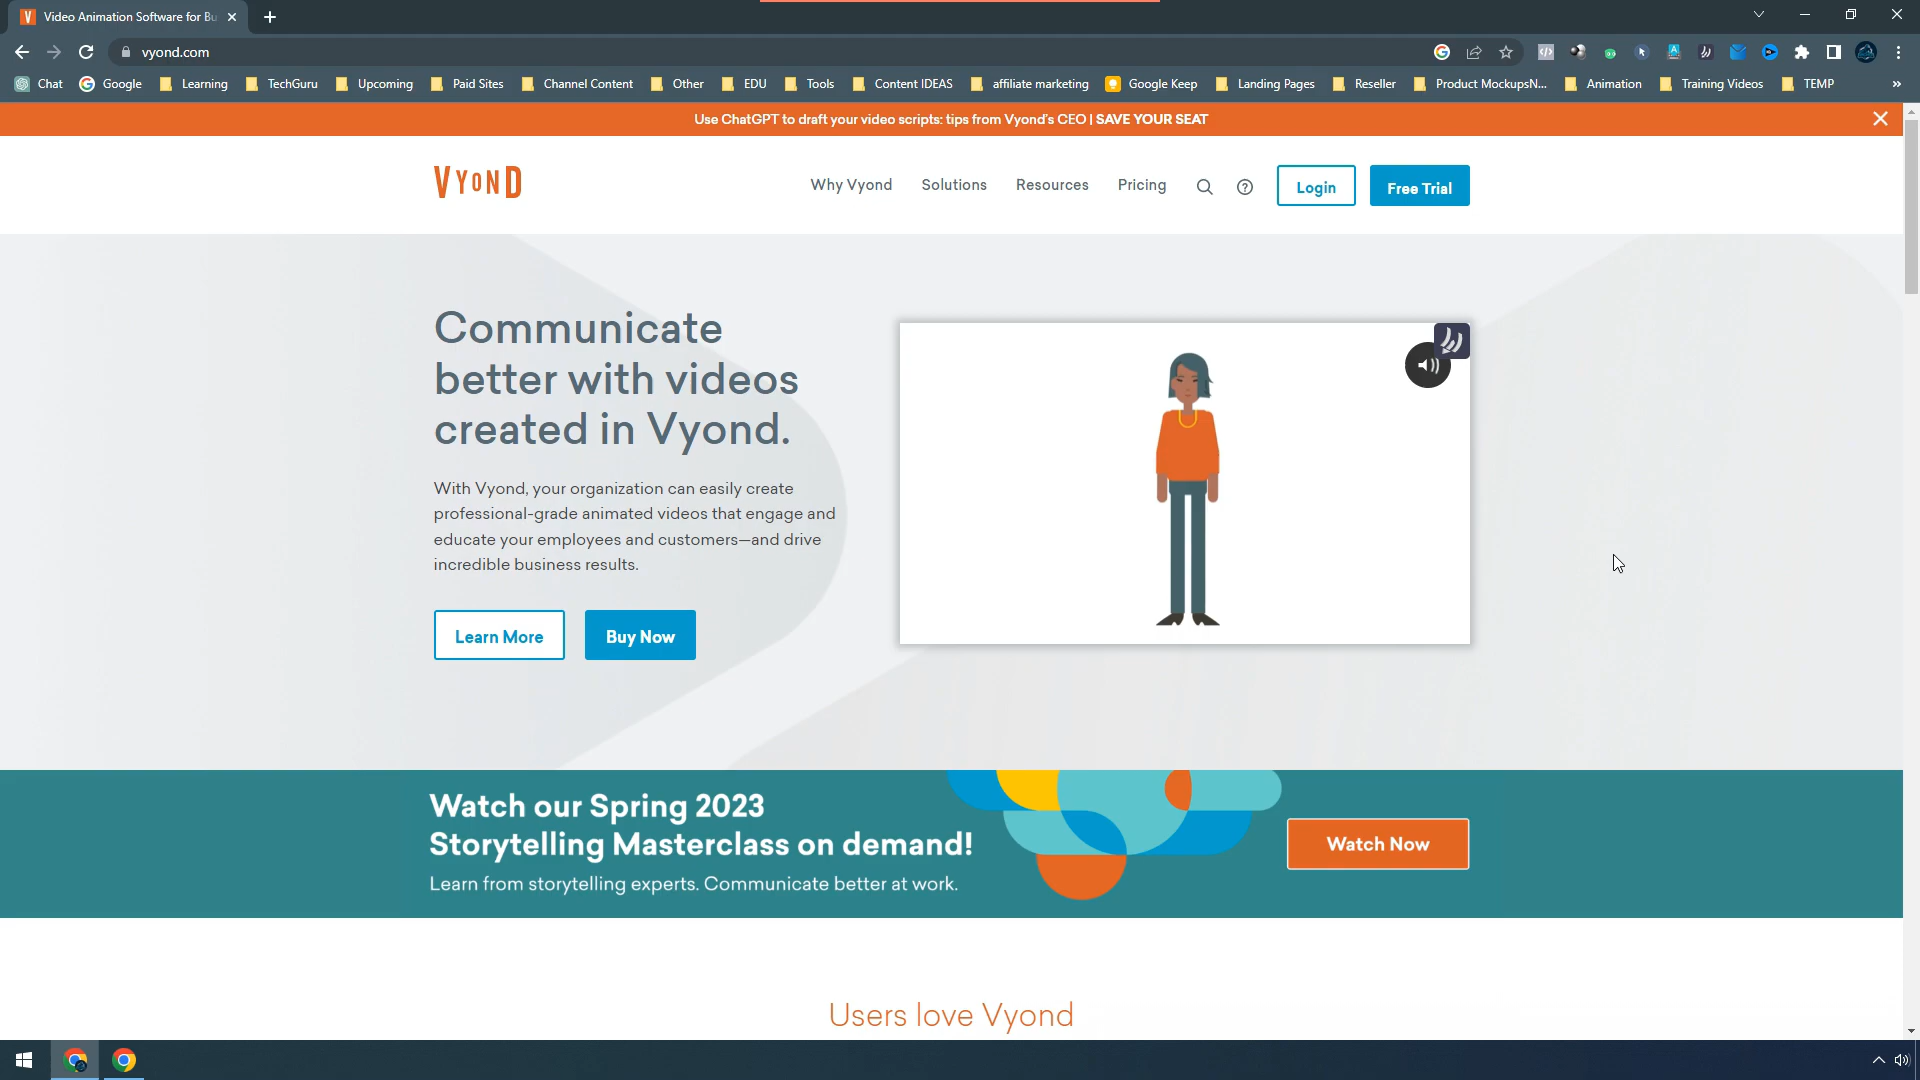 Video Animation Software for Bu
vyond.com
Chat
Google
Learning
TechGuru
Upcoming
Paid Sites
Channel Content
Other
EDU
Tools
Content IDEAS
affiliate marketing
Google Keep
Landing Pages
Reseller
Product MockupsN...
Animation
Training Videos
TEMP
Use ChatGPT to draft your video scripts: tips from Vyond's CEO | SAVE YOUR SEAT
VYOND
Why Vyond
Solutions
Resources
Pricing
Login
Free Trial
Communicate
better with videos
created in Vyond.
With Vyond, your organization can easily create
professional-grade animated videos that engage and
educate your employees and customers—and drive
incredible business results.
Learn More
Buy Now
Watch our Spring 2023
Storytelling Masterclass on demand!
Learn from storytelling experts. Communicate better at work.
Watch Now
Users love Vyond